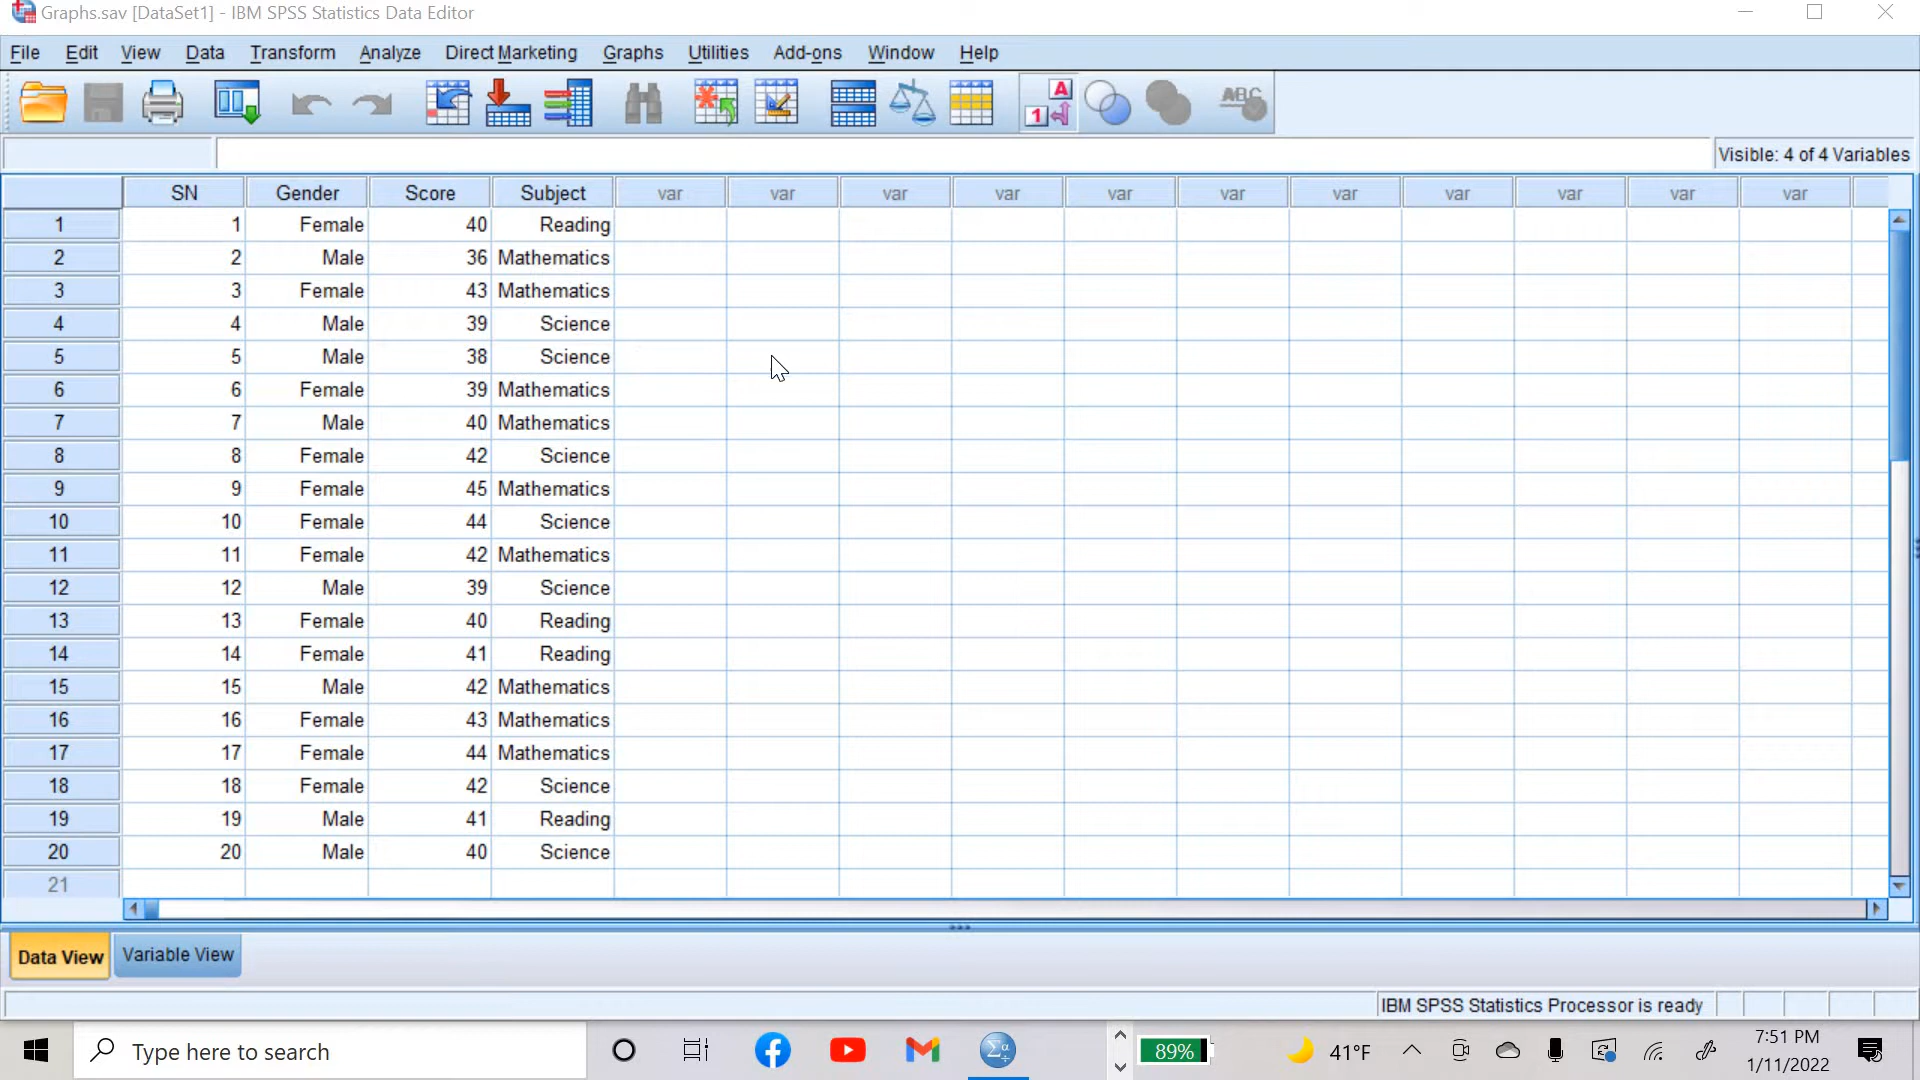 Graphs.sav [DataSet1] - IBM SPSS Statistics Data Editor
File Edit View Data Transform Analyze Direct Marketing Graphs Utilities Add-ons Window Help
A
1
ABC
Visible: 4 of 4 Variables
SN Gender Score Subject var var var var var var var var var var var
1 1 Female 40 Reading
2 2 Male 36 Mathematics
3 3 Female 43 Mathematics
4 4 Male 39 Science
5 5 Male 38 Science
6 6 Female 39 Mathematics
7 7 Male 40 Mathematics
8 8 Female 42 Science
9 9 Female 45 Mathematics
10 10 Female 44 Science
11 11 Female 42 Mathematics
12 12 Male 39 Science
13 13 Female 40 Reading
14 14 Female 41 Reading
15 15 Male 42 Mathematics
16 16 Female 43 Mathematics
17 17 Female 44 Mathematics
18 18 Female 42 Science
19 19 Male 41 Reading
20 20 Male 40 Science
21
Data View Variable View
IBM SPSS Statistics Processor is ready
Type here to search
89%
41°F
7:51 PM
1/11/2022